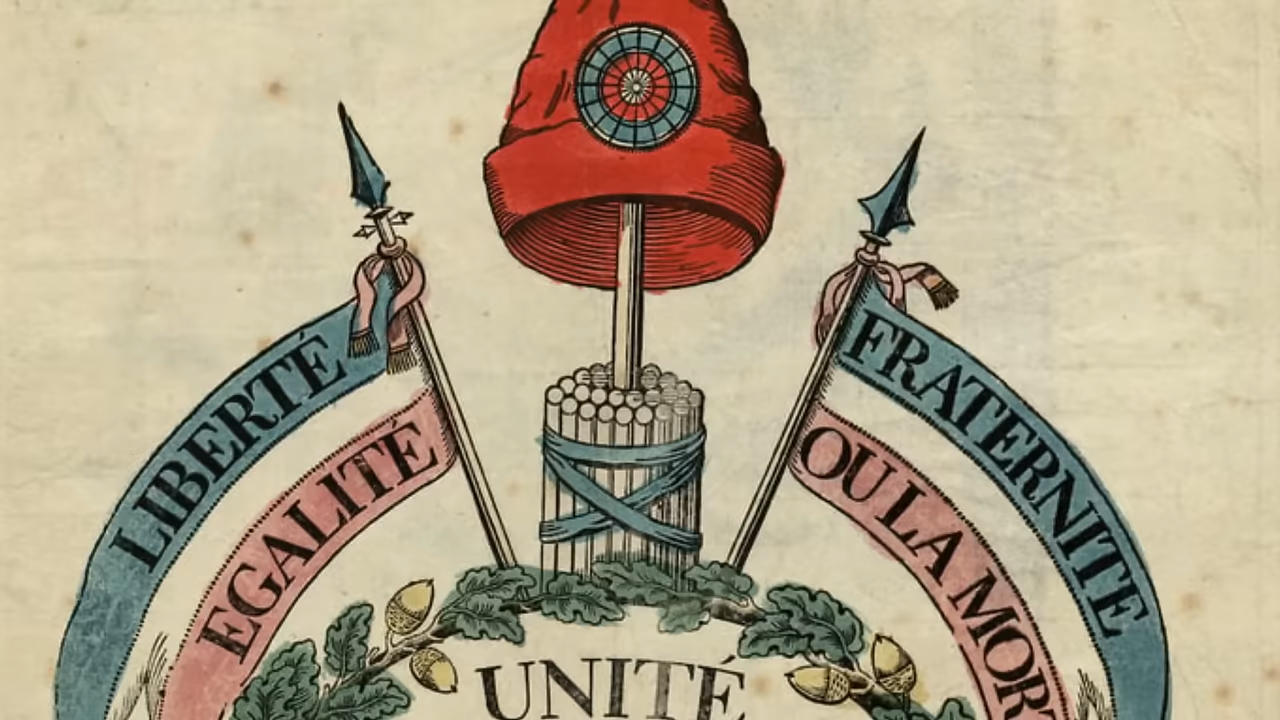 LIBERTÉ
EGALITÉ
FRATERNITE
OU LA MORT
UNITÉ